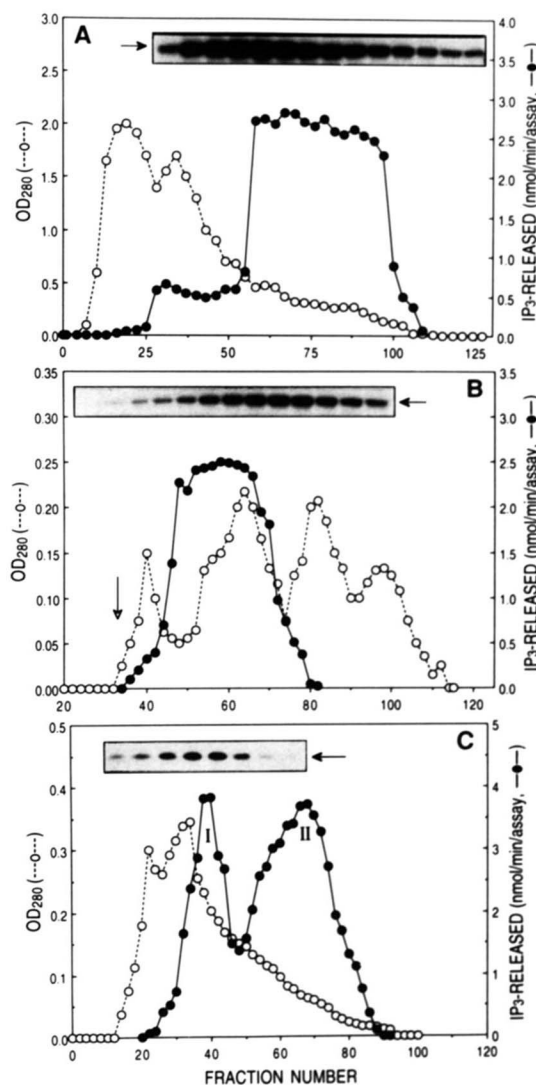 A
OD280 (---o---)
3.0
2.5
2.0
1.5
1.0
0.5
0.0
4.0
3.5
3.0
2.5
2.0
1.5
1.0
0.5
0.0
IP3-RELEASED (nmol/min/assay, —●—)
0 25 50 75 100 125
B
OD280 (---o---)
0.35
0.30
0.25
0.20
0.15
0.10
0.05
0.00
3.5
3.0
2.5
2.0
1.5
1.0
0.5
0.0
IP3-RELEASED (nmol/min/assay, —●—)
20 40 60 80 100 120
C
OD280 (---o---)
0.5
0.4
0.3
0.2
0.1
0.0
I
II
5
4
3
2
1
0
IP3-RELEASED (nmol/min/assay, —●—)
0 20 40 60 80 100 120
FRACTION NUMBER